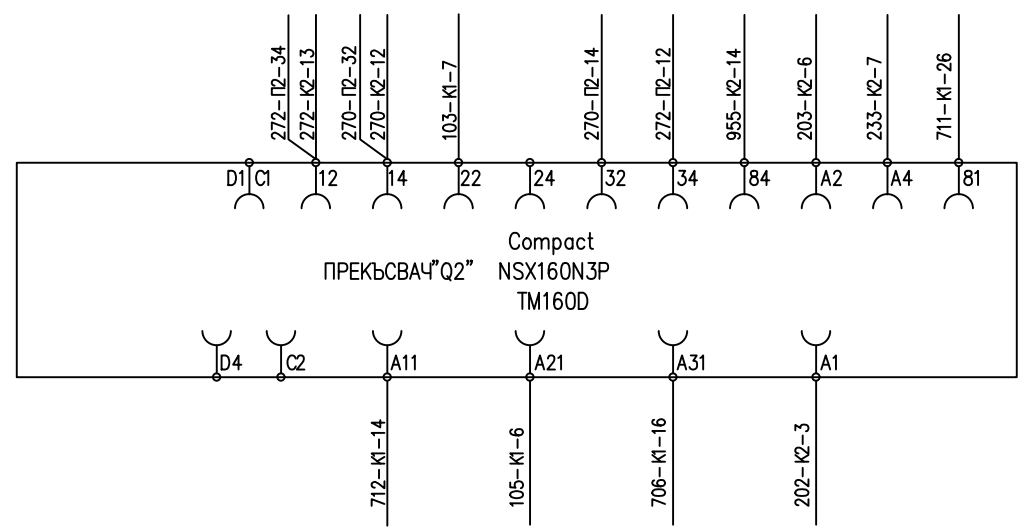 272-П2-34
272-К2-13
270-П2-32
270-К2-12
103-К1-7
270-П2-14
272-П2-12
955-К2-14
203-К2-6
233-К2-7
711-К1-26
D1 C1 12 14 22 24 32 34 84 A2 A4 81
Compact
ПРЕКЪСВАЧ"Q2" NSX160N3P
TM160D
D4 C2 A11 A21 A31 A1
712-К1-14
105-К1-6
706-К1-16
202-К2-3